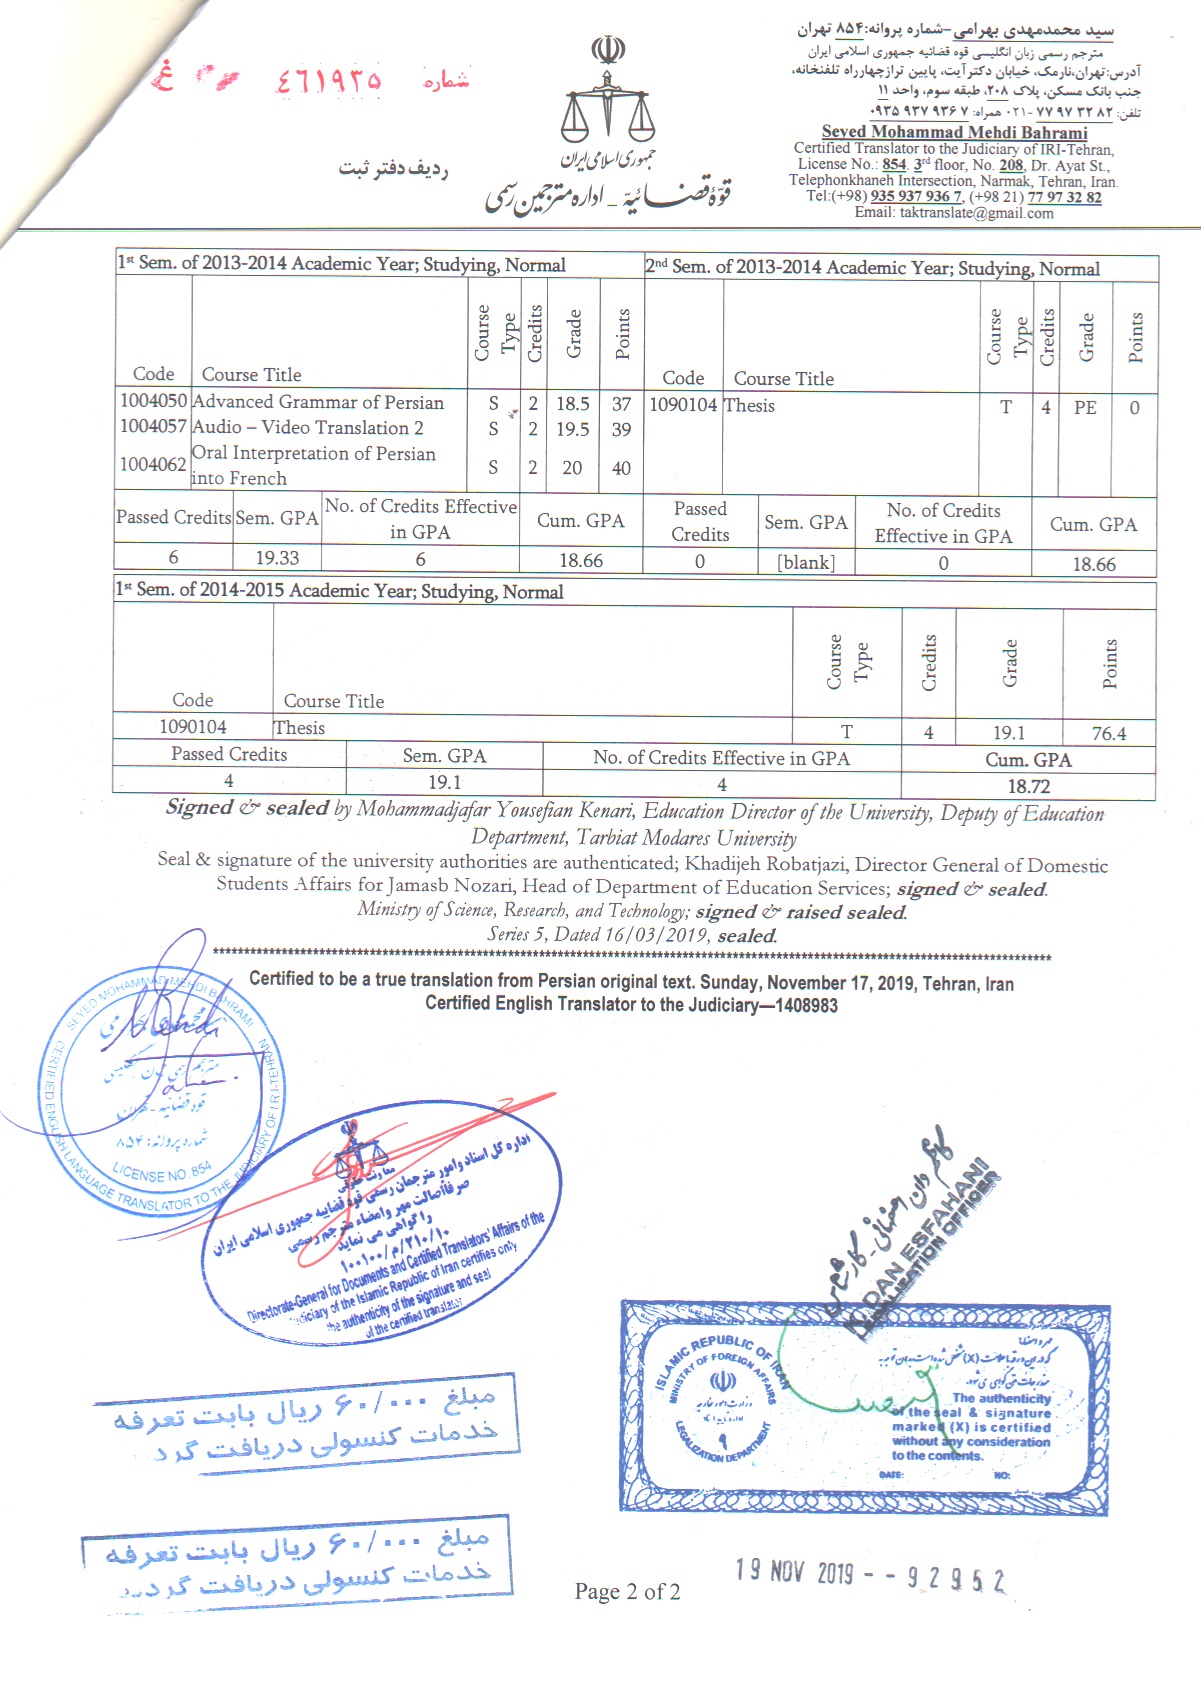 شماره ٤٦١٩٣٥ غ
ردیف دفتر ثبت
جمهوری اسلامی ایران
قوّۀ قضائیّه - اداره مترجمین رسمی
سید محمدمهدی بهرامی-شماره پروانه: ۸۵۴ تهران
مترجم رسمی زبان انگلیسی قوه قضائیه جمهوری اسلامی ایران
آدرس:تهران،نارمک، خیابان دکترآیت، پایین ترازچهارراه تلفنخانه،
جنب بانک مسکن، پلاک ۲۰۸، طبقه سوم، واحد ۱۱
تلفن: ۸۲ ۳۲ ۹۷ ۷۷ -۰۲۱ همراه: ۷ ۹۳۶ ۹۳۷ ۰۹۳۵
Seyed Mohammad Mehdi Bahrami
Certified Translator to the Judiciary of IRI-Tehran,
License No.: 854. 3rd floor, No. 208, Dr. Ayat St.,
Telephonkhaneh Intersection, Narmak, Tehran, Iran.
Tel:(+98) 935 937 936 7, (+98 21) 77 97 32 82
Email: taktranslate@gmail.com
1st Sem. of 2013-2014 Academic Year; Studying, Normal
Code Course Title Course Type Credits Grade Points
1004050 Advanced Grammar of Persian S 2 18.5 37
1004057 Audio – Video Translation 2 S 2 19.5 39
1004062 Oral Interpretation of Persian into French S 2 20 40
Passed Credits Sem. GPA No. of Credits Effective in GPA Cum. GPA
6 19.33 6 18.66
2nd Sem. of 2013-2014 Academic Year; Studying, Normal
Code Course Title Course Type Credits Grade Points
1090104 Thesis T 4 PE 0
Passed Credits Sem. GPA No. of Credits Effective in GPA Cum. GPA
0 [blank] 0 18.66
1st Sem. of 2014-2015 Academic Year; Studying, Normal
Code Course Title Course Type Credits Grade Points
1090104 Thesis T 4 19.1 76.4
Passed Credits Sem. GPA No. of Credits Effective in GPA Cum. GPA
4 19.1 4 18.72
Signed & sealed by Mohammadjafar Yousefian Kenari, Education Director of the University, Deputy of Education
Department, Tarbiat Modares University
Seal & signature of the university authorities are authenticated; Khadijeh Robatjazi, Director General of Domestic
Students Affairs for Jamasb Nozari, Head of Department of Education Services; signed & sealed.
Ministry of Science, Research, and Technology; signed & raised sealed.
Series 5, Dated 16/03/2019, sealed.
Certified to be a true translation from Persian original text. Sunday, November 17, 2019, Tehran, Iran
Certified English Translator to the Judiciary—1408983
SEYED MOHAMMAD MEHDI BAHRAMI
CERTIFIED ENGLISH LANGUAGE TRANSLATOR TO THE JUDICIARY OF I.R.I-TEHRAN
مترجم رسمی زبان انگلیسی
قوه قضائیه - تهران
شماره پروانه: ۸۵۴
LICENSE NO. 854
معاونت حقوقی
اداره کل اسناد و امور مترجمان رسمی قوه قضاییه جمهوری اسلامی ایران
صرفاً اصالت مهر و امضاء مترجم رسمی
را گواهی می نماید
۱۰۰۱۰۰/م/۲۱۰/۱۰
Directorate-General for Documents and Certified Translators' Affairs of the
Judiciary of the Islamic Republic of Iran certifies only
the authenticity of the signature and seal
of the certified translator
DAN ESFAHANI
LEGALIZATION OFFICER
ISLAMIC REPUBLIC OF IRAN
MINISTRY OF FOREIGN AFFAIRS
وزارت امور خارجه
۹
LEGALIZATION DEPARTMENT
The authenticity
of the seal & signature
marked (X) is certified
without any consideration
to the contents.
DATE: NO:
مبلغ ۶۰/۰۰۰ ریال بابت تعرفه
خدمات کنسولی دریافت گردید
مبلغ ۶۰/۰۰۰ ریال بابت تعرفه
خدمات کنسولی دریافت گردید
19 NOV 2019 -- 92952
Page 2 of 2